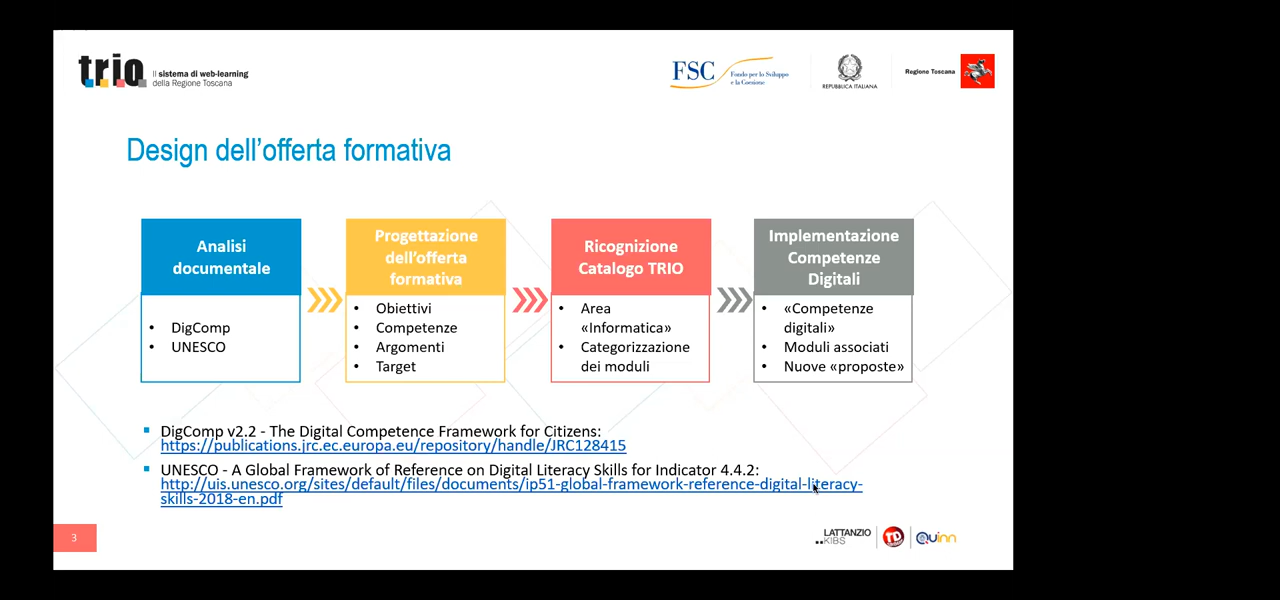 trio
Il sistema di web-learning
della Regione Toscana
FSC
Fondo per lo Sviluppo
e la Coesione
REPUBBLICA ITALIANA
Regione Toscana
Design dell’offerta formativa
Analisi
documentale
• DigComp
• UNESCO
Progettazione
dell’offerta
formativa
• Obiettivi
• Competenze
• Argomenti
• Target
Ricognizione
Catalogo TRIO
• Area
«Informatica»
• Categorizzazione
dei moduli
Implementazione
Competenze
Digitali
• «Competenze
digitali»
• Moduli associati
• Nuove «proposte»
DigComp v2.2 - The Digital Competence Framework for Citizens:
https://publications.jrc.ec.europa.eu/repository/handle/JRC128415
UNESCO - A Global Framework of Reference on Digital Literacy Skills for Indicator 4.4.2:
http://uis.unesco.org/sites/default/files/documents/ip51-global-framework-reference-digital-literacy-
skills-2018-en.pdf
3
LATTANZIO
KIBS
TD
Quinn